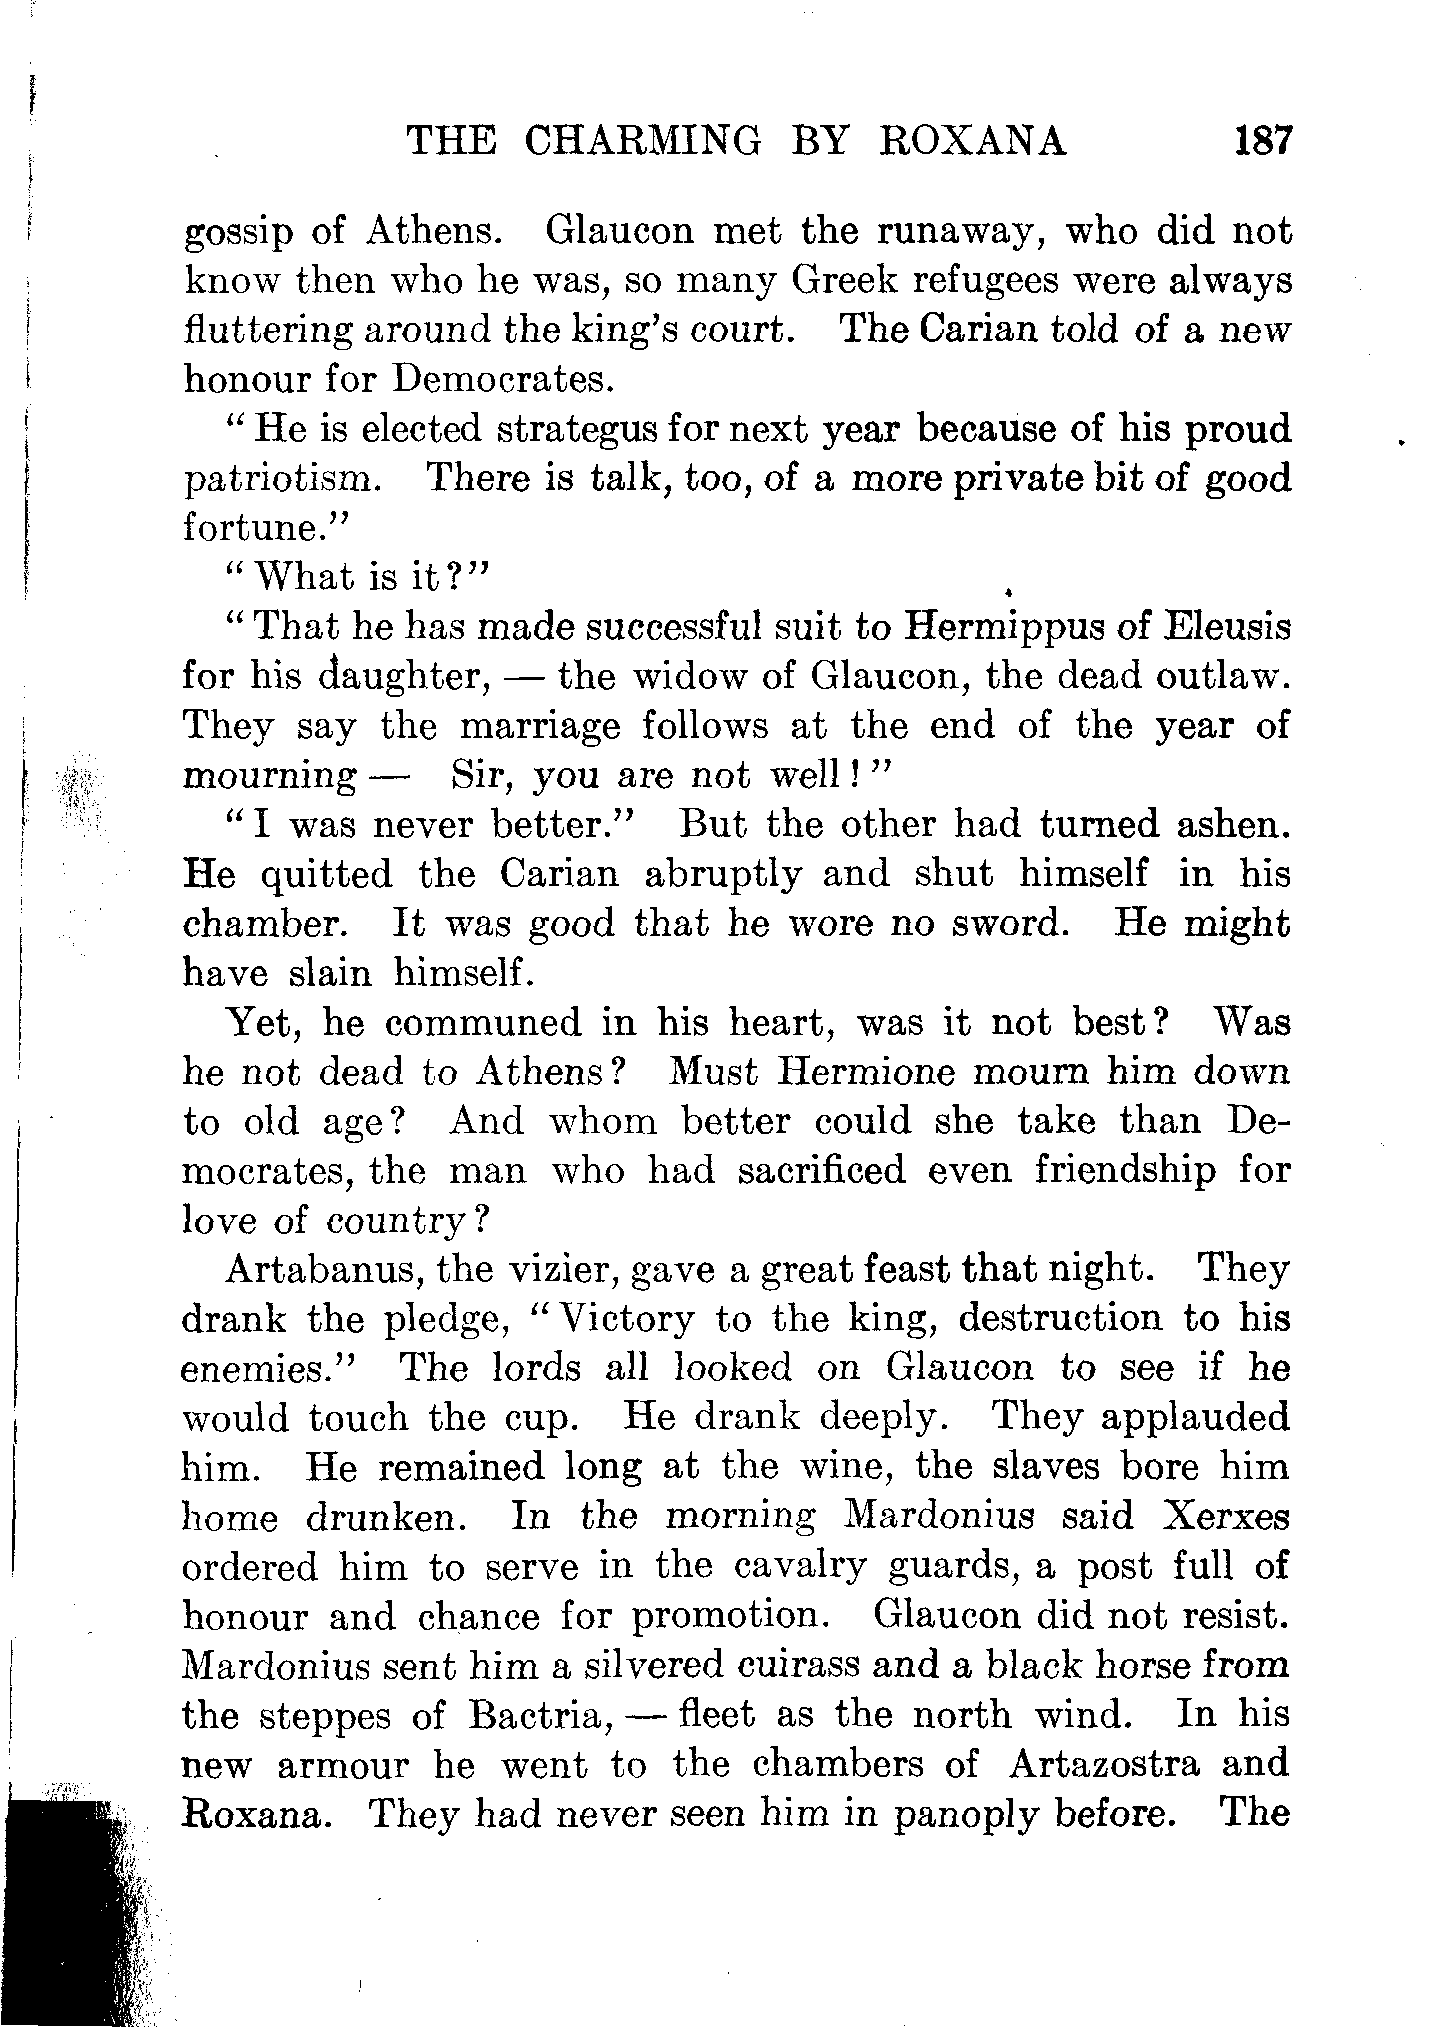 THE CHARMING BY ROXANA 187
gossip of Athens. Glaucon met the runaway, who did not
know then who he was, so many Greek refugees were always
fluttering around the king's court. The Carian told of a new
honour for Democrates.
"He is elected strategus for next year because of his proud
patriotism. There is talk, too, of a more private bit of good
fortune."
"What is it?"
"That he has made successful suit to Hermippus of Eleusis
for his daughter, — the widow of Glaucon, the dead outlaw.
They say the marriage follows at the end of the year of
mourning — Sir, you are not well!"
"I was never better." But the other had turned ashen.
He quitted the Carian abruptly and shut himself in his
chamber. It was good that he wore no sword. He might
have slain himself.
Yet, he communed in his heart, was it not best? Was
he not dead to Athens? Must Hermione mourn him down
to old age? And whom better could she take than De-
mocrates, the man who had sacrificed even friendship for
love of country?
Artabanus, the vizier, gave a great feast that night. They
drank the pledge, "Victory to the king, destruction to his
enemies." The lords all looked on Glaucon to see if he
would touch the cup. He drank deeply. They applauded
him. He remained long at the wine, the slaves bore him
home drunken. In the morning Mardonius said Xerxes
ordered him to serve in the cavalry guards, a post full of
honour and chance for promotion. Glaucon did not resist.
Mardonius sent him a silvered cuirass and a black horse from
the steppes of Bactria, — fleet as the north wind. In his
new armour he went to the chambers of Artazostra and
Roxana. They had never seen him in panoply before. The